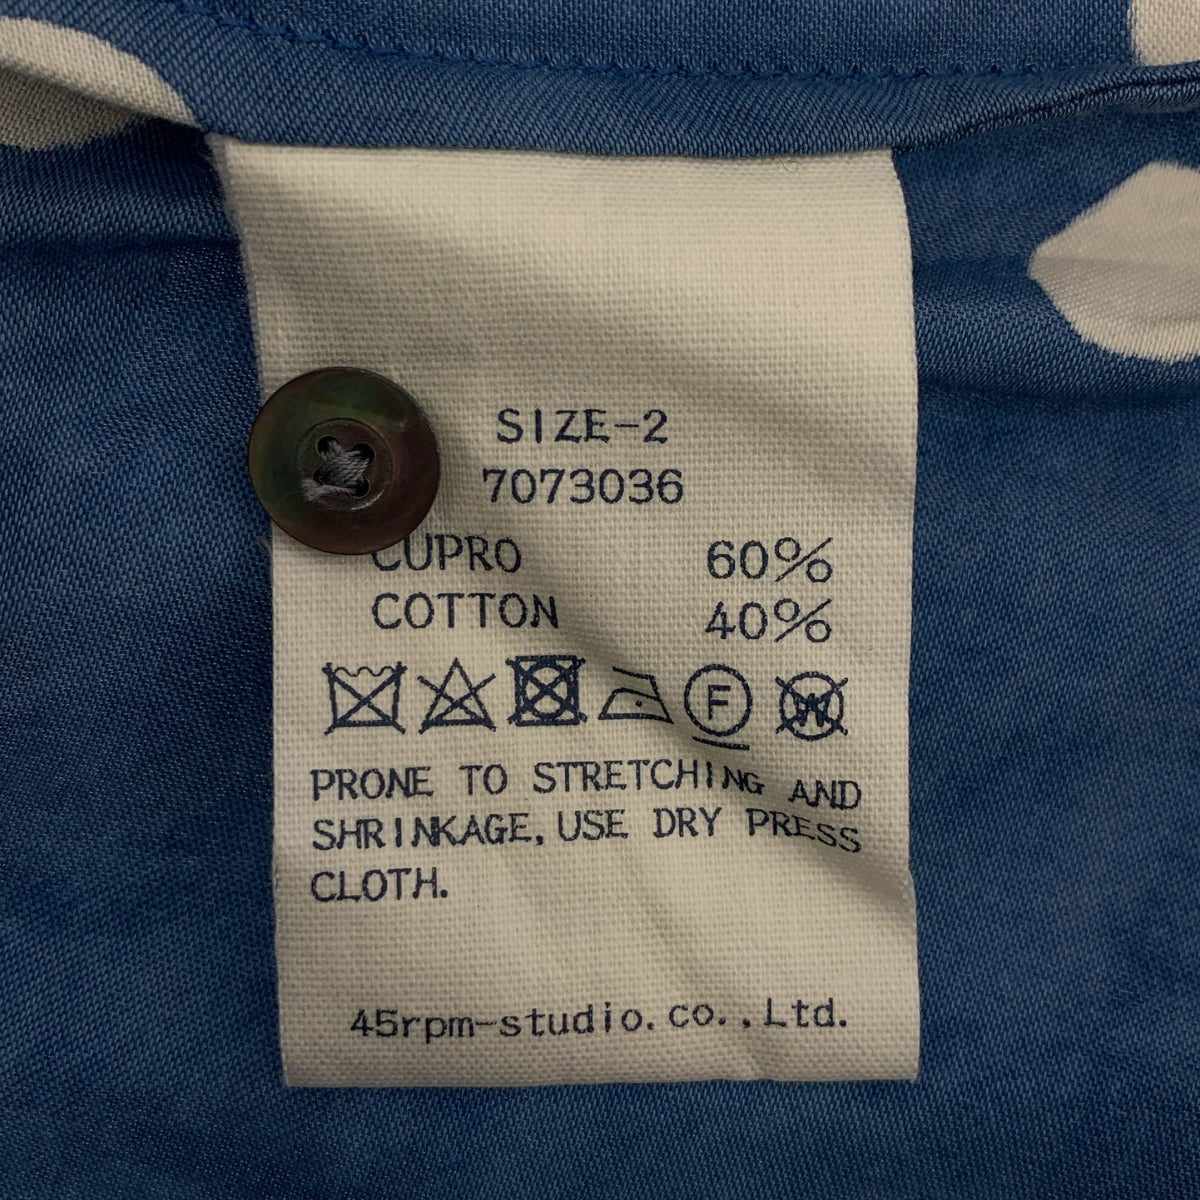 SIZE-2
7073036
CUPRO 60%
COTTON 40%
F W
PRONE TO STRETCHING AND
SHRINKAGE, USE DRY PRESS
CLOTH.
45rpm-studio.co.,Ltd.